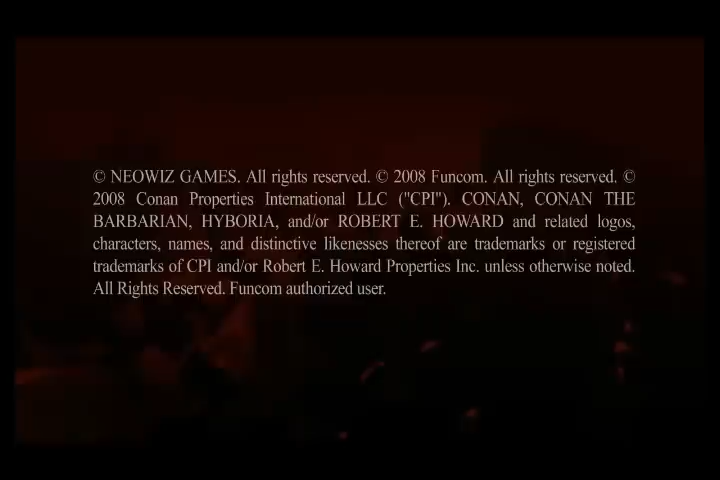 © NEOWIZ GAMES. All rights reserved. © 2008 Funcom. All rights reserved. ©
2008 Conan Properties International LLC ("CPI"). CONAN, CONAN THE
BARBARIAN, HYBORIA, and/or ROBERT E. HOWARD and related logos,
characters, names, and distinctive likenesses thereof are trademarks or registered
trademarks of CPI and/or Robert E. Howard Properties Inc. unless otherwise noted.
All Rights Reserved. Funcom authorized user.